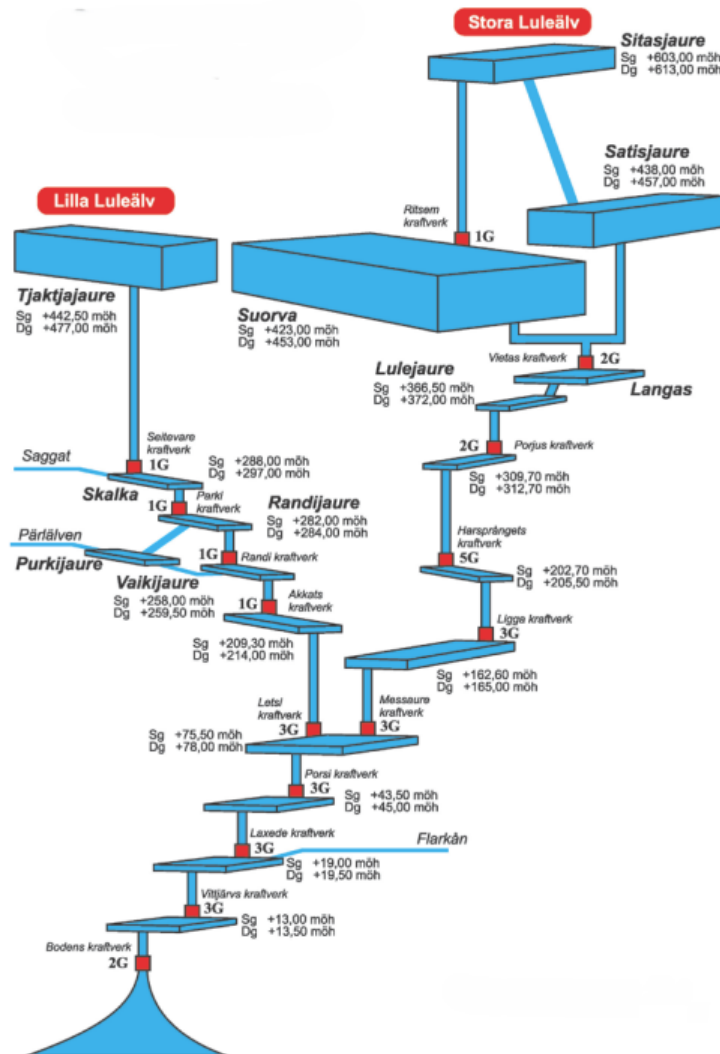 Stora Luleälv
Sitasjaure
Sg +603,00 möh
Dg +613,00 möh
Satisjaure
Sg +438,00 möh
Dg +457,00 möh
Lilla Luleälv
Ritsem
kraftverk
1G
Tjaktjajaure
Sg +442,50 möh
Dg +477,00 möh
Suorva
Sg +423,00 möh
Dg +453,00 möh
Vietas kraftverk
2G
Lulejaure
Sg +366,50 möh
Dg +372,00 möh
Langas
Seitevare
kraftverk
1G
Saggat
Sg +288,00 möh
Dg +297,00 möh
2G
Porjus kraftverk
Sg +309,70 möh
Dg +312,70 möh
Skalka
1G
Parki
kraftverk
Randijaure
Sg +282,00 möh
Dg +284,00 möh
Pärlälven
Purkijaure
1G
Randi kraftverk
Harsprångets
kraftverk
5G
Sg +202,70 möh
Dg +205,50 möh
Vaikijaure
Sg +258,00 möh
Dg +259,50 möh
1G
Akkats
kraftverk
Ligga kraftverk
3G
Sg +209,30 möh
Dg +214,00 möh
Sg +162,60 möh
Dg +165,00 möh
Letsi
kraftverk
3G
Messaure
kraftverk
3G
Sg +75,50 möh
Dg +78,00 möh
Porsi kraftverk
3G
Sg +43,50 möh
Dg +45,00 möh
Laxede kraftverk
3G
Flarkån
Sg +19,00 möh
Dg +19,50 möh
Vittjärvs kraftverk
3G
Sg +13,00 möh
Dg +13,50 möh
Bodens kraftverk
2G